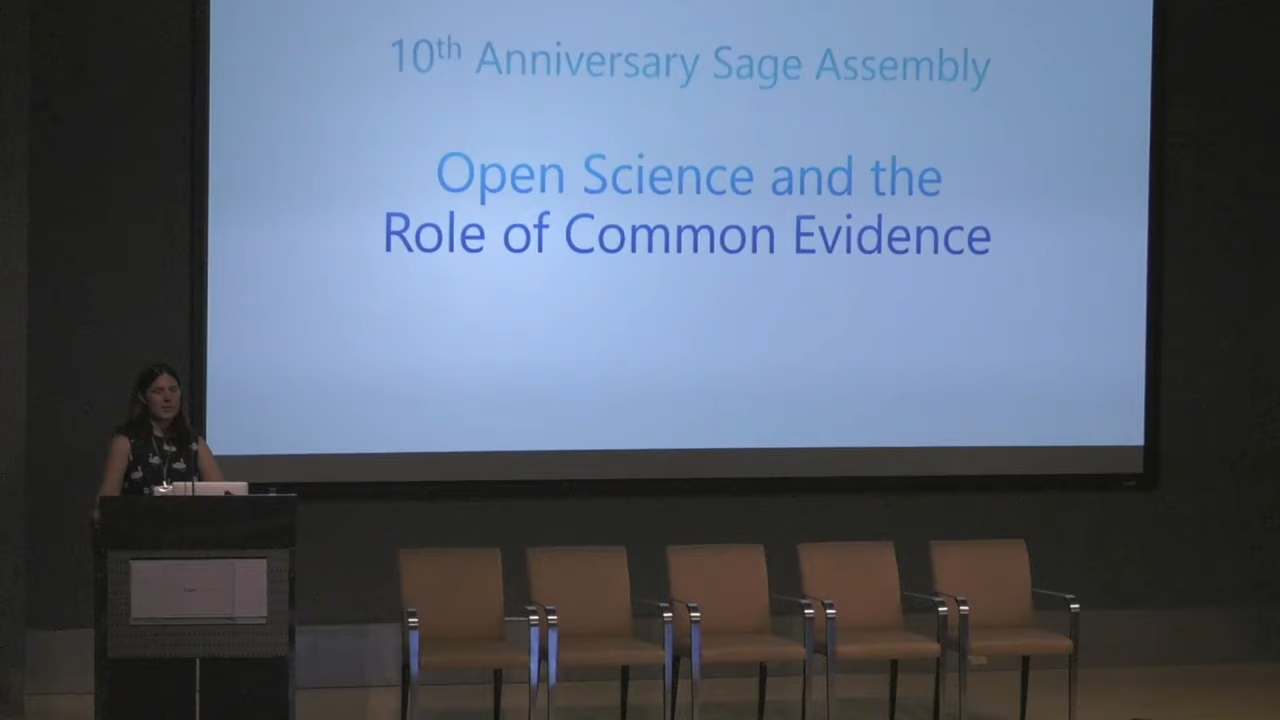 10th Anniversary Sage Assembly
Open Science and the
Role of Common Evidence